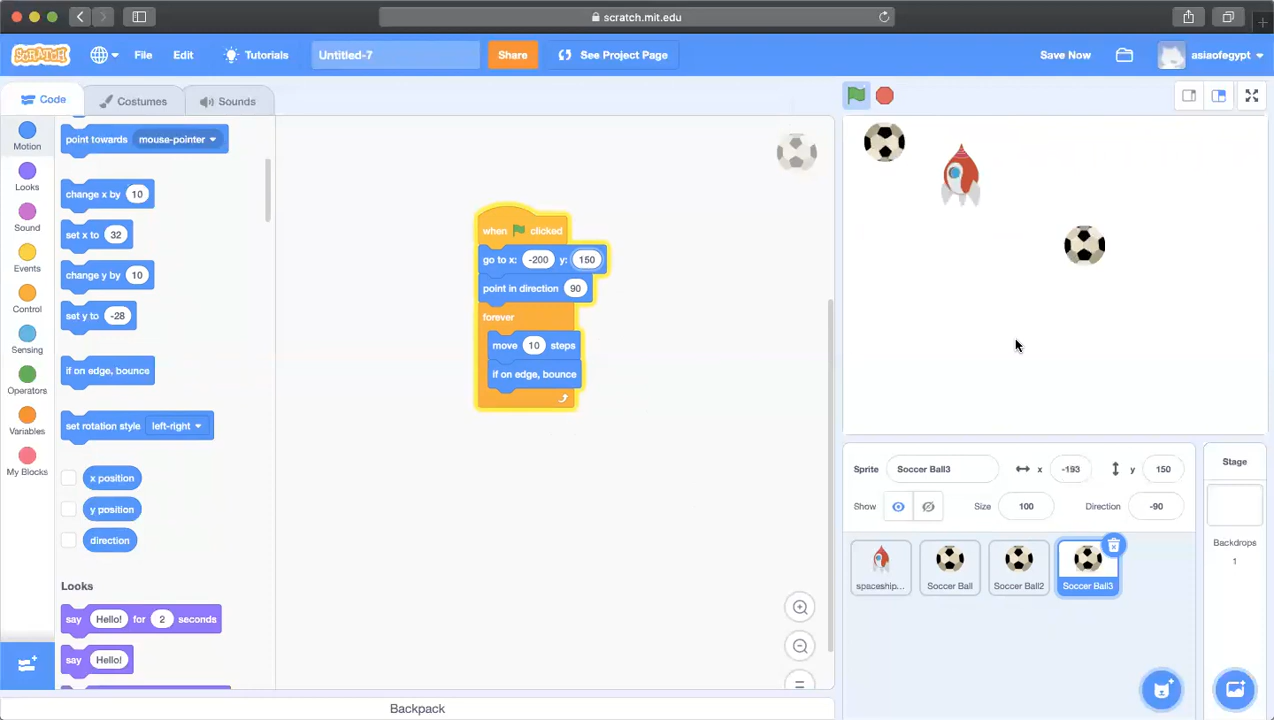 scratch.mit.edu
SCRATCH File Edit Tutorials Untitled-7 Share See Project Page Save Now asiaofegypt
Code Costumes Sounds
Motion
Looks
Sound
Events
Control
Sensing
Operators
Variables
My Blocks
point towards mouse-pointer
change x by 10
set x to 32
change y by 10
set y to -28
if on edge, bounce
set rotation style left-right
x position
y position
direction
Looks
say Hello! for 2 seconds
say Hello!
when clicked
go to x: -200 y: 150
point in direction 90
forever
move 10 steps
if on edge, bounce
Backpack
Sprite Soccer Ball3 x -193 y 150
Show Size 100 Direction -90
spaceship... Soccer Ball Soccer Ball2 Soccer Ball3
Stage
Backdrops
1